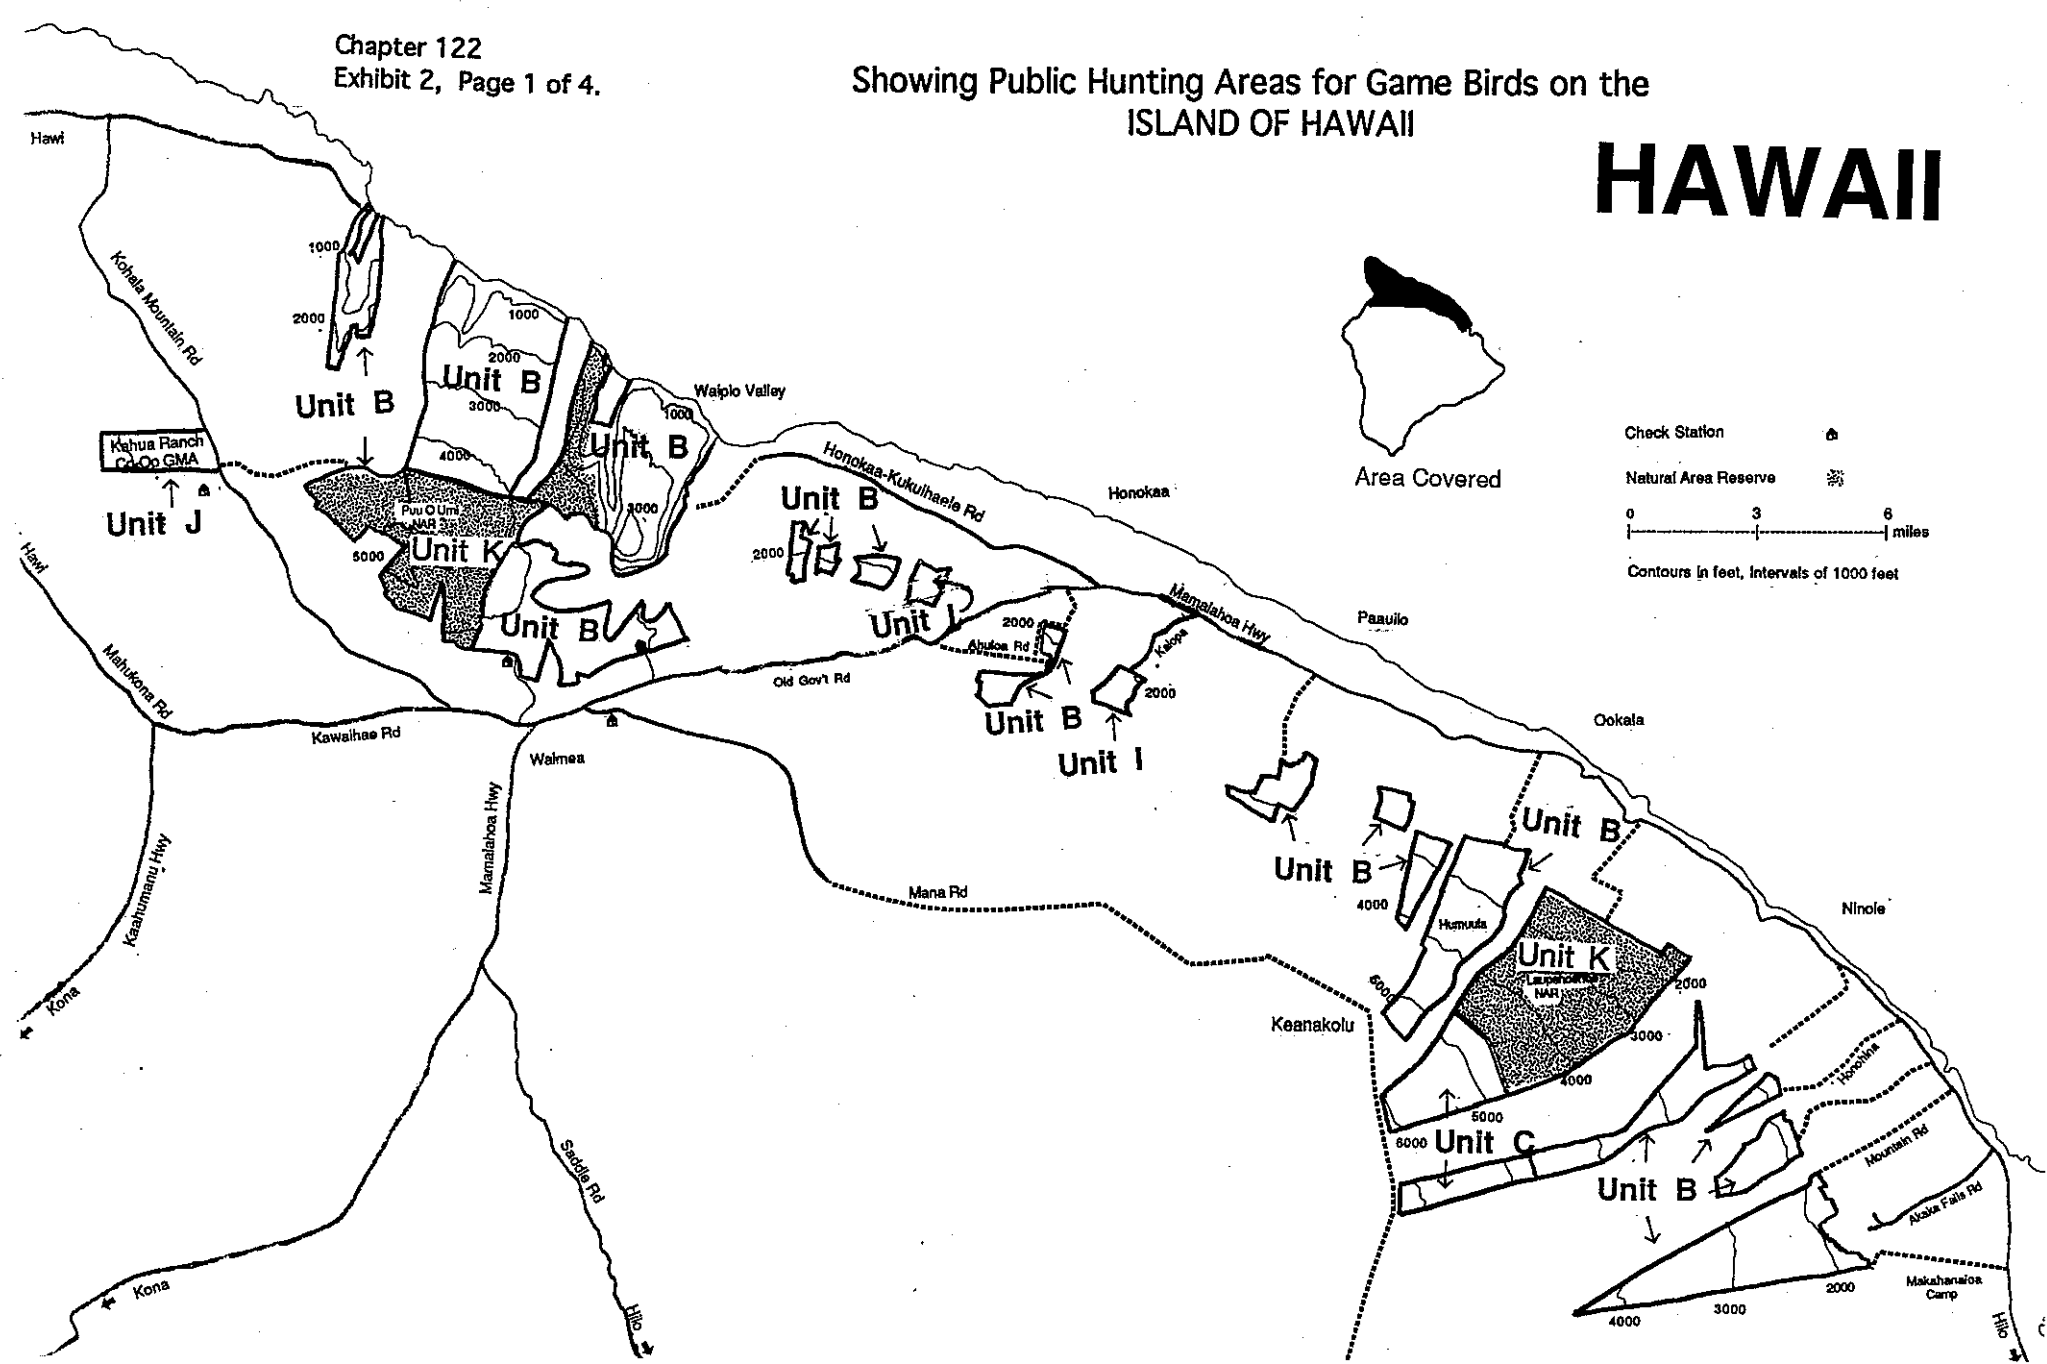 Chapter 122
Exhibit 2, Page 1 of 4.
Showing Public Hunting Areas for Game Birds on the
ISLAND OF HAWAII
HAWAII
Hawi
1000
Kohala Mountain Rd
2000
Unit B
1000
2000
Unit B
3000
4000
Waipio Valley
1000
Unit B
3000
Kahua Ranch
Co-Op GMA
Unit J
Puu O Umi
NAR
Unit K
5000
Unit B
Honokaa-Kukuihaele Rd
Honokaa
Unit B
2000
Unit I
Area Covered
Check Station
Natural Area Reserve
0 3 6
miles
Contours in feet, Intervals of 1000 feet
Hawi
Mahukona Rd
Kawaihae Rd
Waimea
Old Gov't Rd
2000
Ahuloa Rd
Kalopa
Mamalahoa Hwy
Paauilo
Unit B
2000
Unit I
Ookala
Kaahumanu Hwy
Kona
Mamalahoa Hwy
Mana Rd
Unit B
Unit B
4000
Humuula
Ninole
6000
Unit K
Laupahoehoe
NAR
2000
Keanakolu
3000
4000
5000
6000
Unit C
Honohina
Mountain Rd
Unit B
Akaka Falls Rd
Saddle Rd
Kona
Hilo
2000
3000
4000
Makahanaloa
Camp
Hilo